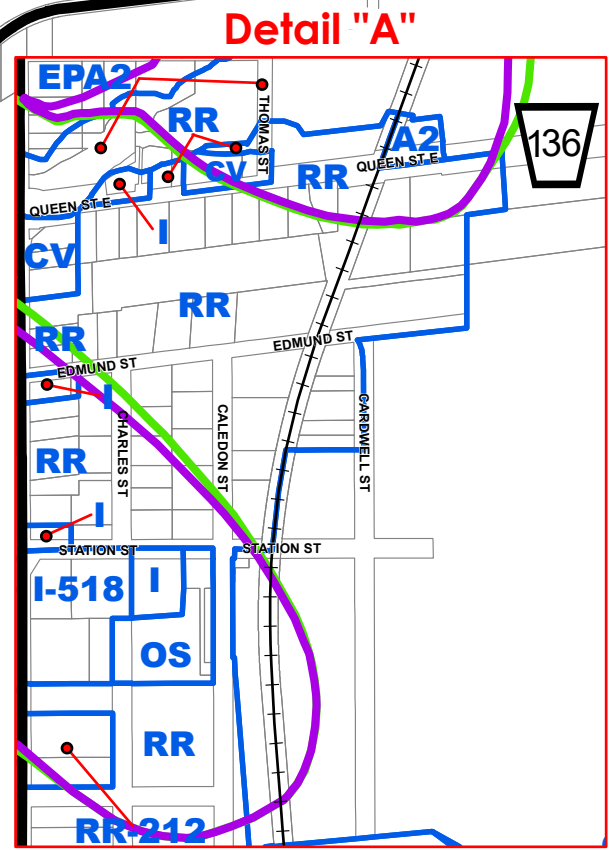 Detail "A"
EPA2
RR
THOMAS ST
A2
136
CV
RR
QUEEN ST E
QUEEN ST E
I
CV
RR
RR
EDMUND ST
EDMUND ST
I
CHARLES ST
CALEDON ST
CARDWELL ST
RR
I
STATION ST
STATION ST
I-518
I
OS
RR
RR-212